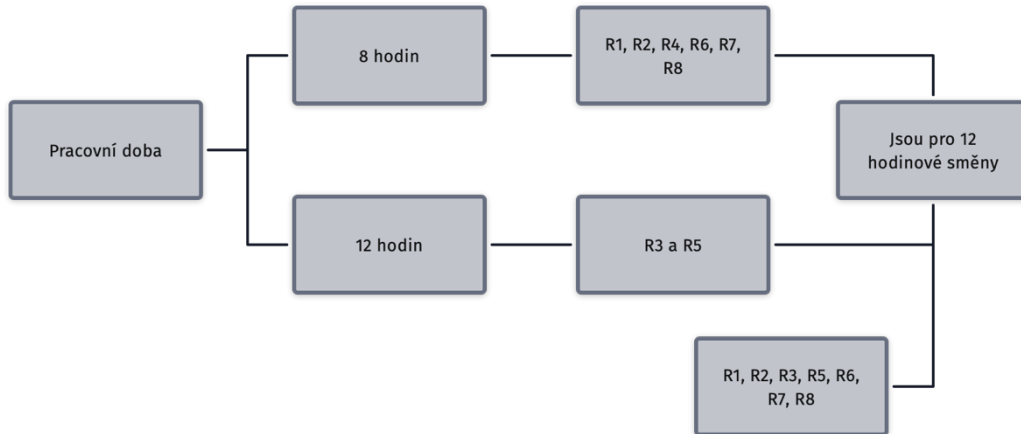 8 hodin
R1, R2, R4, R6, R7,
R8
Pracovní doba
Jsou pro 12
hodinové směny
12 hodin
R3 a R5
R1, R2, R3, R5, R6,
R7, R8